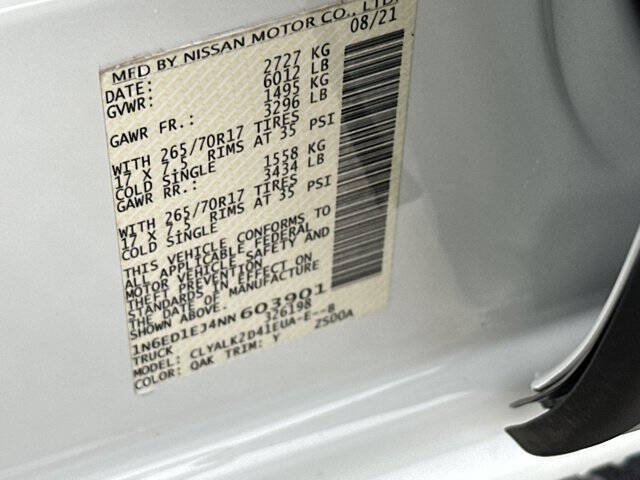 MFD BY NISSAN MOTOR CO., LTD.
DATE: 08/21
GVWR: 2727 KG
6012 LB
GAWR FR.: 1495 KG
3296 LB
WITH 265/70R17 TIRES
17 X 7.5 RIMS AT 35 PSI
COLD SINGLE
GAWR RR.: 1558 KG
3434 LB
WITH 265/70R17 TIRES
17 X 7.5 RIMS AT 35 PSI
COLD SINGLE
THIS VEHICLE CONFORMS TO
ALL APPLICABLE FEDERAL
MOTOR VEHICLE SAFETY AND
THEFT PREVENTION
STANDARDS IN EFFECT ON
THE DATE OF MANUFACTURE
SHOWN ABOVE.
1N6ED1EJ4NN603901
TRUCK 326198
MODEL: CLYALK2D41EUA-E--B
COLOR: QAK TRIM: Y ZS00A